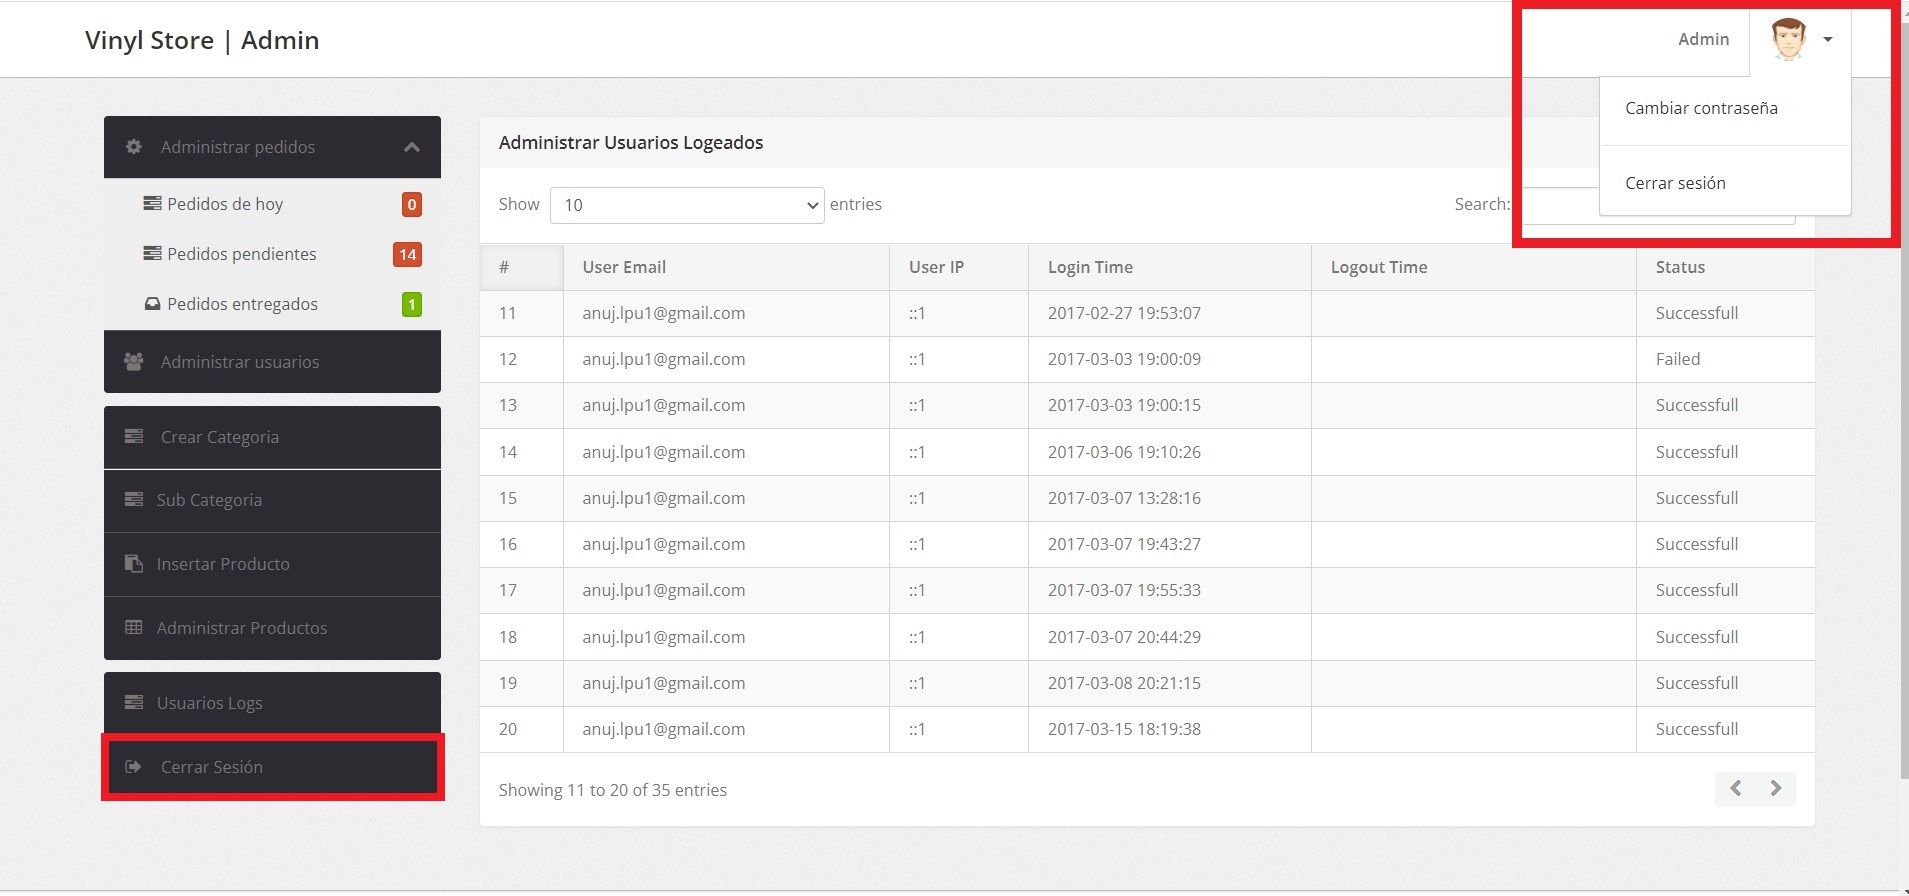 Vinyl Store | Admin
Admin
Cambiar contraseña
Cerrar sesión
Administrar pedidos
Pedidos de hoy 0
Pedidos pendientes 14
Pedidos entregados 1
Administrar usuarios
Crear Categoria
Sub Categoria
Insertar Producto
Administrar Productos
Usuarios Logs
Cerrar Sesión
Administrar Usuarios Logeados
Show 10 entries Search:
# User Email User IP Login Time Logout Time Status
11 anuj.lpu1@gmail.com ::1 2017-02-27 19:53:07 Successfull
12 anuj.lpu1@gmail.com ::1 2017-03-03 19:00:09 Failed
13 anuj.lpu1@gmail.com ::1 2017-03-03 19:00:15 Successfull
14 anuj.lpu1@gmail.com ::1 2017-03-06 19:10:26 Successfull
15 anuj.lpu1@gmail.com ::1 2017-03-07 13:28:16 Successfull
16 anuj.lpu1@gmail.com ::1 2017-03-07 19:43:27 Successfull
17 anuj.lpu1@gmail.com ::1 2017-03-07 19:55:33 Successfull
18 anuj.lpu1@gmail.com ::1 2017-03-07 20:44:29 Successfull
19 anuj.lpu1@gmail.com ::1 2017-03-08 20:21:15 Successfull
20 anuj.lpu1@gmail.com ::1 2017-03-15 18:19:38 Successfull
Showing 11 to 20 of 35 entries